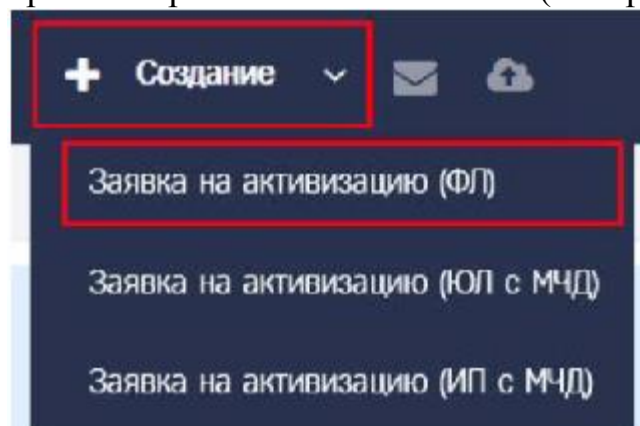 Создание
Заявка на активизацию (ФЛ)
Заявка на активизацию (ЮЛ с МЧД)
Заявка на активизацию (ИП с МЧД)